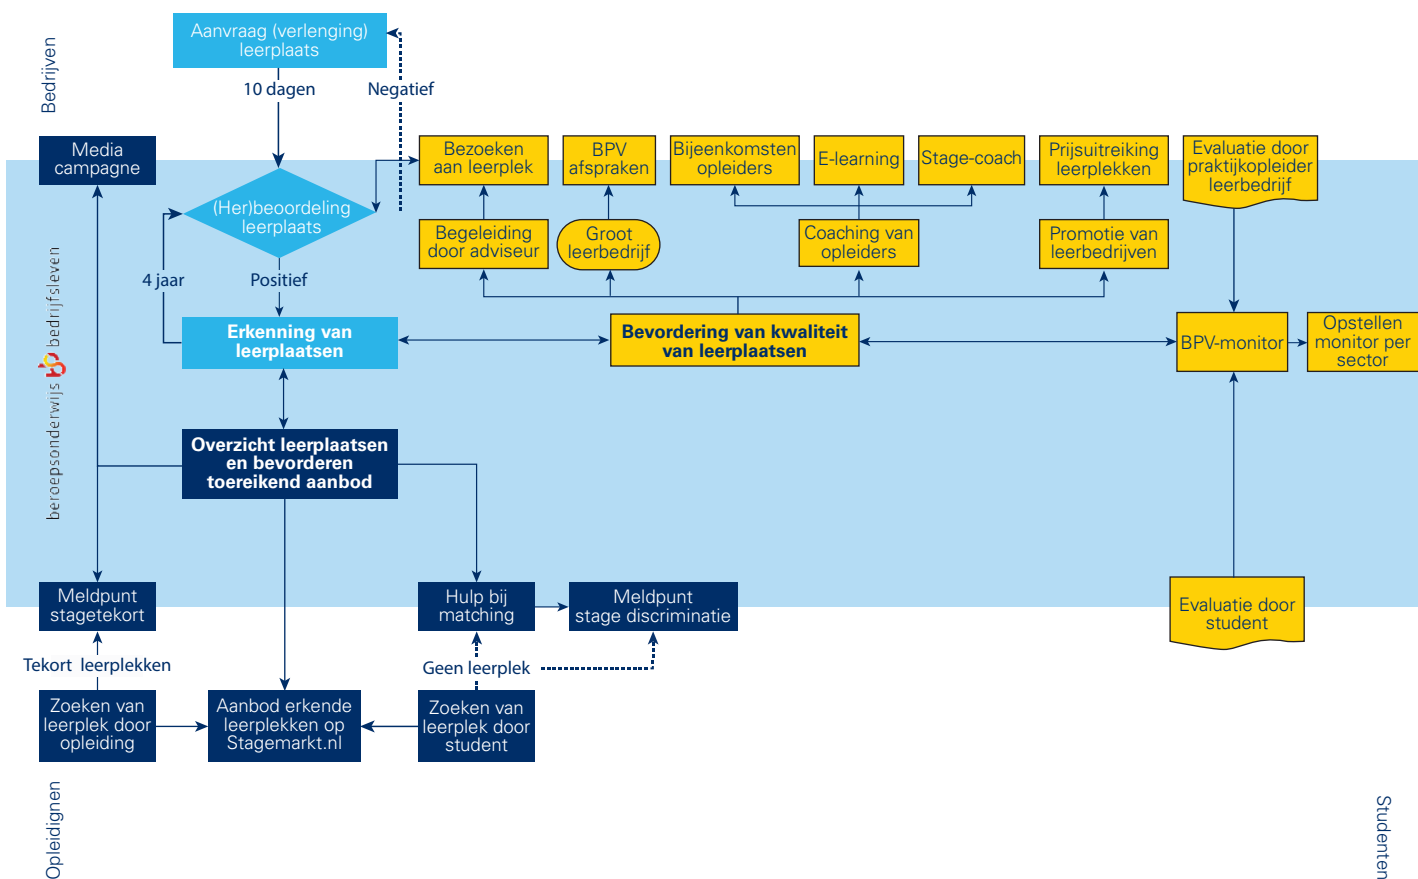 Bedrijven
Aanvraag (verlenging)
leerplaats
10 dagen
Negatief
Media
campagne
(Her)beoordeling
leerplaats
Bezoeken
aan leerplek
BPV
afspraken
Bijeenkomsten
opleiders
E-learning
Stage-coach
Prijsuitreiking
leerplekken
Evaluatie door
praktijkopleider
leerbedrijf
Begeleiding
door adviseur
Groot
leerbedrijf
Coaching van
opleiders
Promotie van
leerbedrijven
4 jaar
Positief
Erkenning van
leerplaatsen
Bevordering van kwaliteit
van leerplaatsen
BPV-monitor
Opstellen
monitor per
sector
beroepsonderwijs bedrijfsleven
Overzicht leerplaatsen
en bevorderen
toereikend aanbod
Meldpunt
stagetekort
Hulp bij
matching
Meldpunt
stage discriminatie
Evaluatie door
student
Tekort leerplekken
Geen leerplek
Zoeken van
leerplek door
opleiding
Aanbod erkende
leerplekken op
Stagemarkt.nl
Zoeken van
leerplek door
student
Opleidignen
Studenten